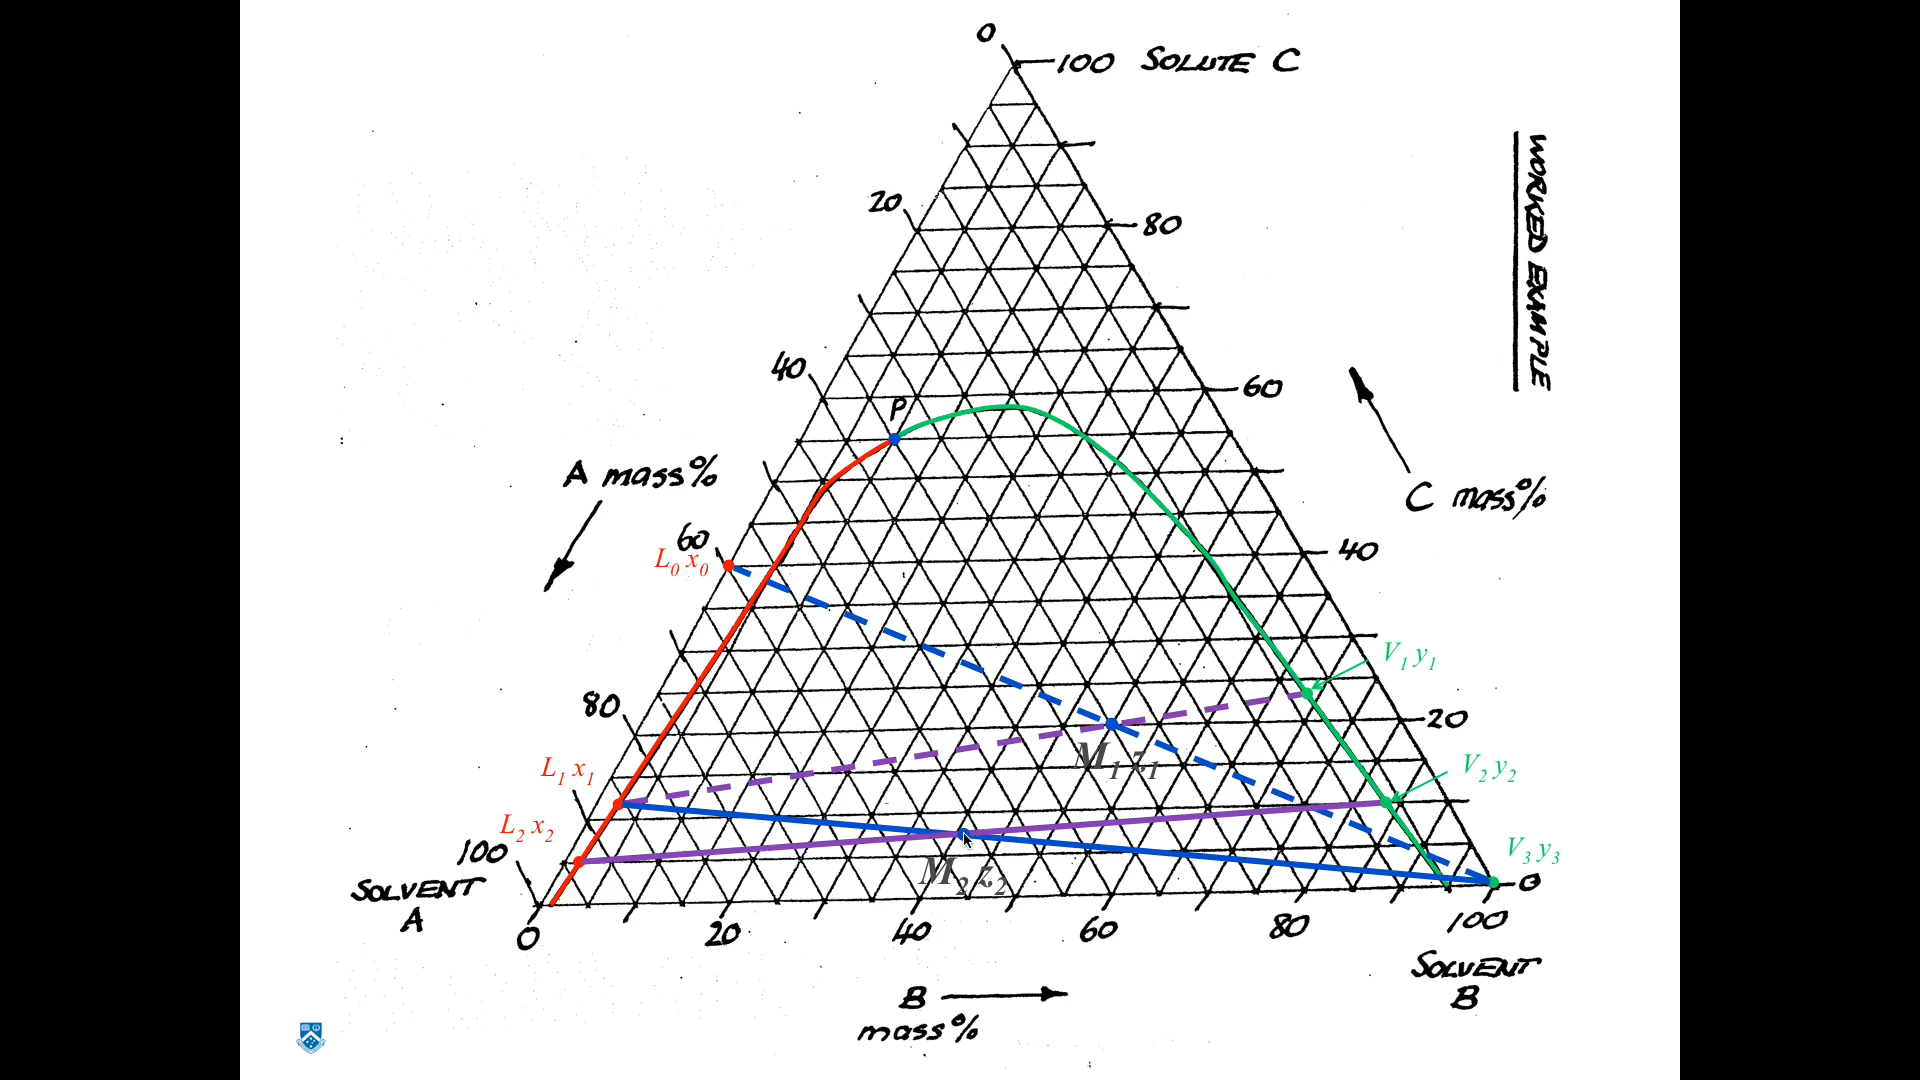 0
100 SOLUTE C
WORKED EXAMPLE
20
80
40
60
P
A mass%
C mass%
60
L0 x0
40
V1 y1
80
20
M1 z1
L1 x1
V2 y2
L2 x2
100
V3 y3
M2 z2
SOLVENT
A
0
0
20
40
60
80
100
SOLVENT
B
B
mass%